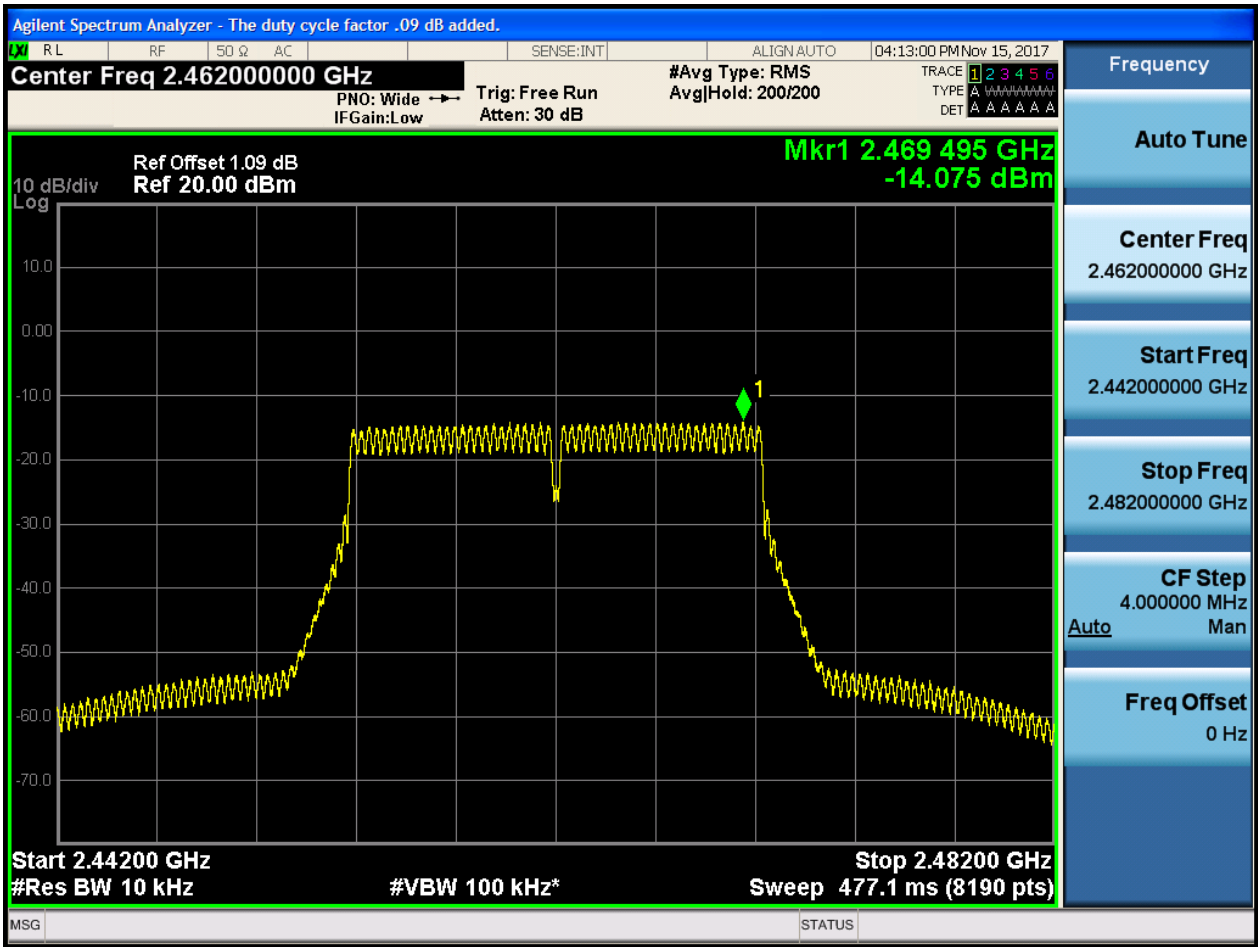 Agilent Spectrum Analyzer - The duty cycle factor .09 dB added.
LXI RL RF 50 Ω AC SENSE:INT ALIGN AUTO 04:13:00 PM Nov 15, 2017
Center Freq 2.462000000 GHz
#Avg Type: RMS
Avg|Hold: 200/200
TRACE 1 2 3 4 5 6
TYPE A WWWWWW
DET A A A A A A
PNO: Wide
IFGain:Low
Trig: Free Run
Atten: 30 dB
Mkr1 2.469 495 GHz
-14.075 dBm
Ref Offset 1.09 dB
10 dB/div Ref 20.00 dBm
Log
10.0
0.00
-10.0
-20.0
-30.0
-40.0
-50.0
-60.0
-70.0
1
Start 2.44200 GHz Stop 2.48200 GHz
#Res BW 10 kHz #VBW 100 kHz* Sweep 477.1 ms (8190 pts)
MSG STATUS
Frequency
Auto Tune
Center Freq
2.462000000 GHz
Start Freq
2.442000000 GHz
Stop Freq
2.482000000 GHz
CF Step
4.000000 MHz
Auto Man
Freq Offset
0 Hz